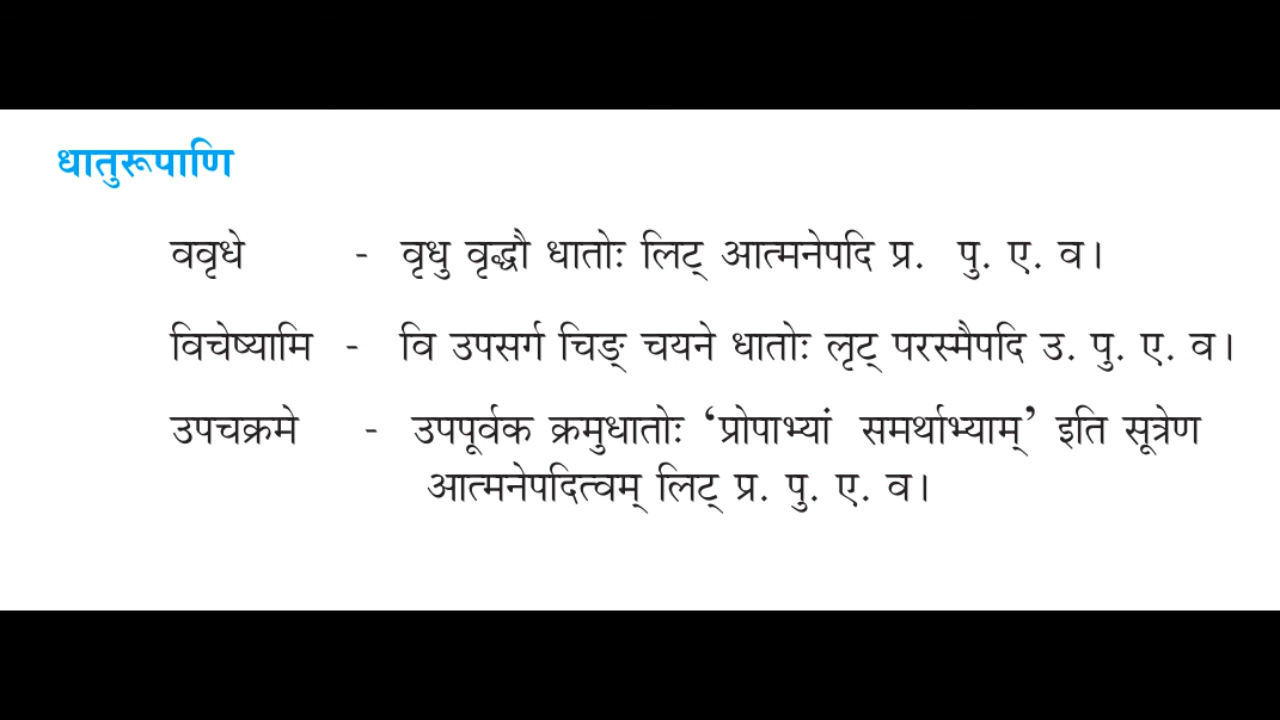 धातुरूपाणि
ववृधे - वृधु वृद्धौ धातोः लिट् आत्मनेपदि प्र. पु. ए. व।
विचेष्यामि - वि उपसर्ग चिङ् चयने धातोः लृट् परस्मैपदि उ. पु. ए. व।
उपचक्रमे - उपपूर्वक क्रमुधातोः ‘प्रोपाभ्यां समर्थाभ्याम्’ इति सूत्रेण
आत्मनेपदित्वम् लिट् प्र. पु. ए. व।